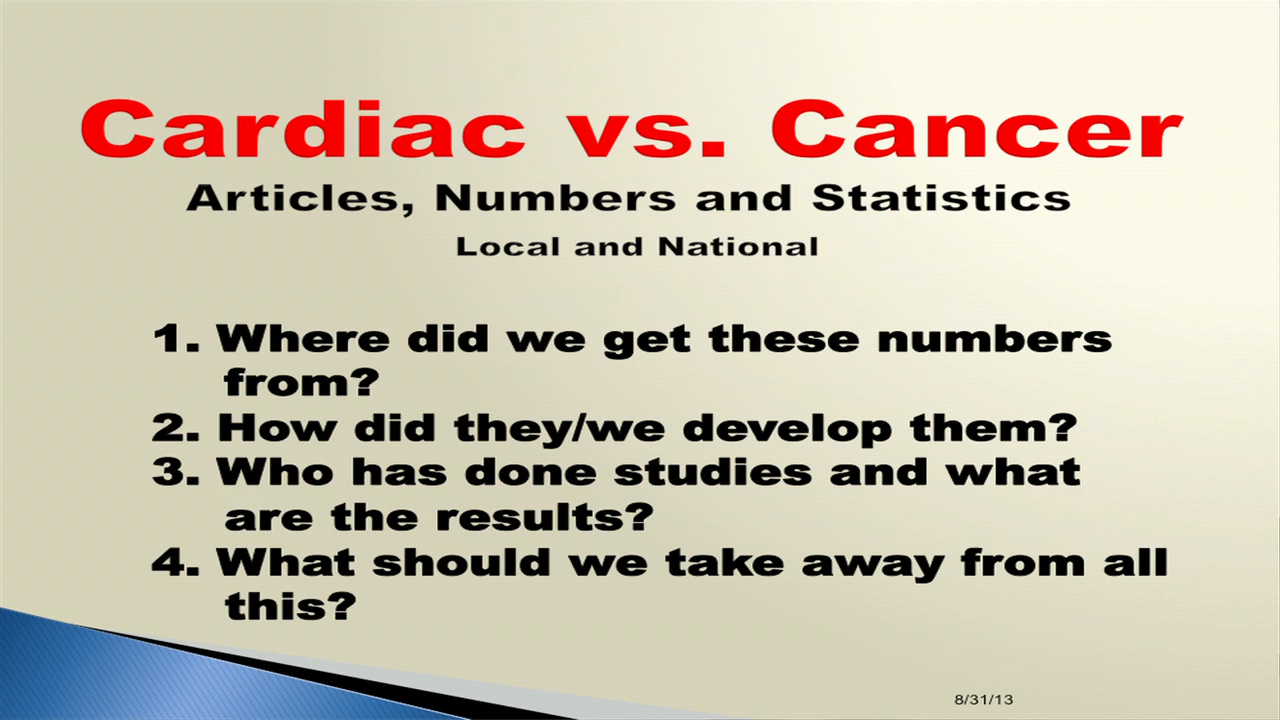 Cardiac vs. Cancer
Articles, Numbers and Statistics
Local and National
1. Where did we get these numbers
from?
2. How did they/we develop them?
3. Who has done studies and what
are the results?
4. What should we take away from all
this?
8/31/13